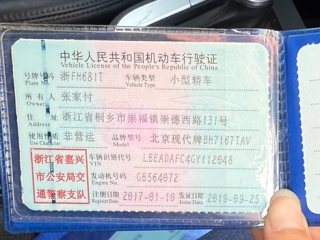 中华人民共和国机动车行驶证
Vehicle License of the People's Republic of China
号牌号码 浙FH681T 车辆类型 小型轿车
Plate No. Vehicle Type
所有人 张家付
Owner
住址 浙江省桐乡市崇福镇崇德西路131号
Address
使用性质 非营运 品牌型号 北京现代牌BH7167TAV
Use Character Model
浙江省嘉兴市公安局交通警察支队
车辆识别代号 LBEADAFC4GY112048
VIN
发动机号码 GB564072
Engine No.
注册日期 2017-01-10 发证日期 2019-09-25
Register Date Issue Date